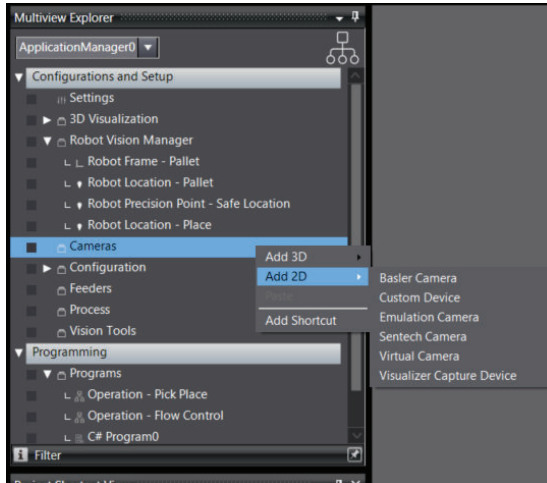 Multiview Explorer
ApplicationManager0
Configurations and Setup
Settings
3D Visualization
Robot Vision Manager
Robot Frame - Pallet
Robot Location - Pallet
Robot Precision Point - Safe Location
Robot Location - Place
Cameras
Add 3D
Configuration
Add 2D
Basler Camera
Feeders
Paste
Custom Device
Process
Add Shortcut
Emulation Camera
Vision Tools
Sentech Camera
Programming
Virtual Camera
Programs
Visualizer Capture Device
Operation - Pick Place
Operation - Flow Control
C# Program0
Filter